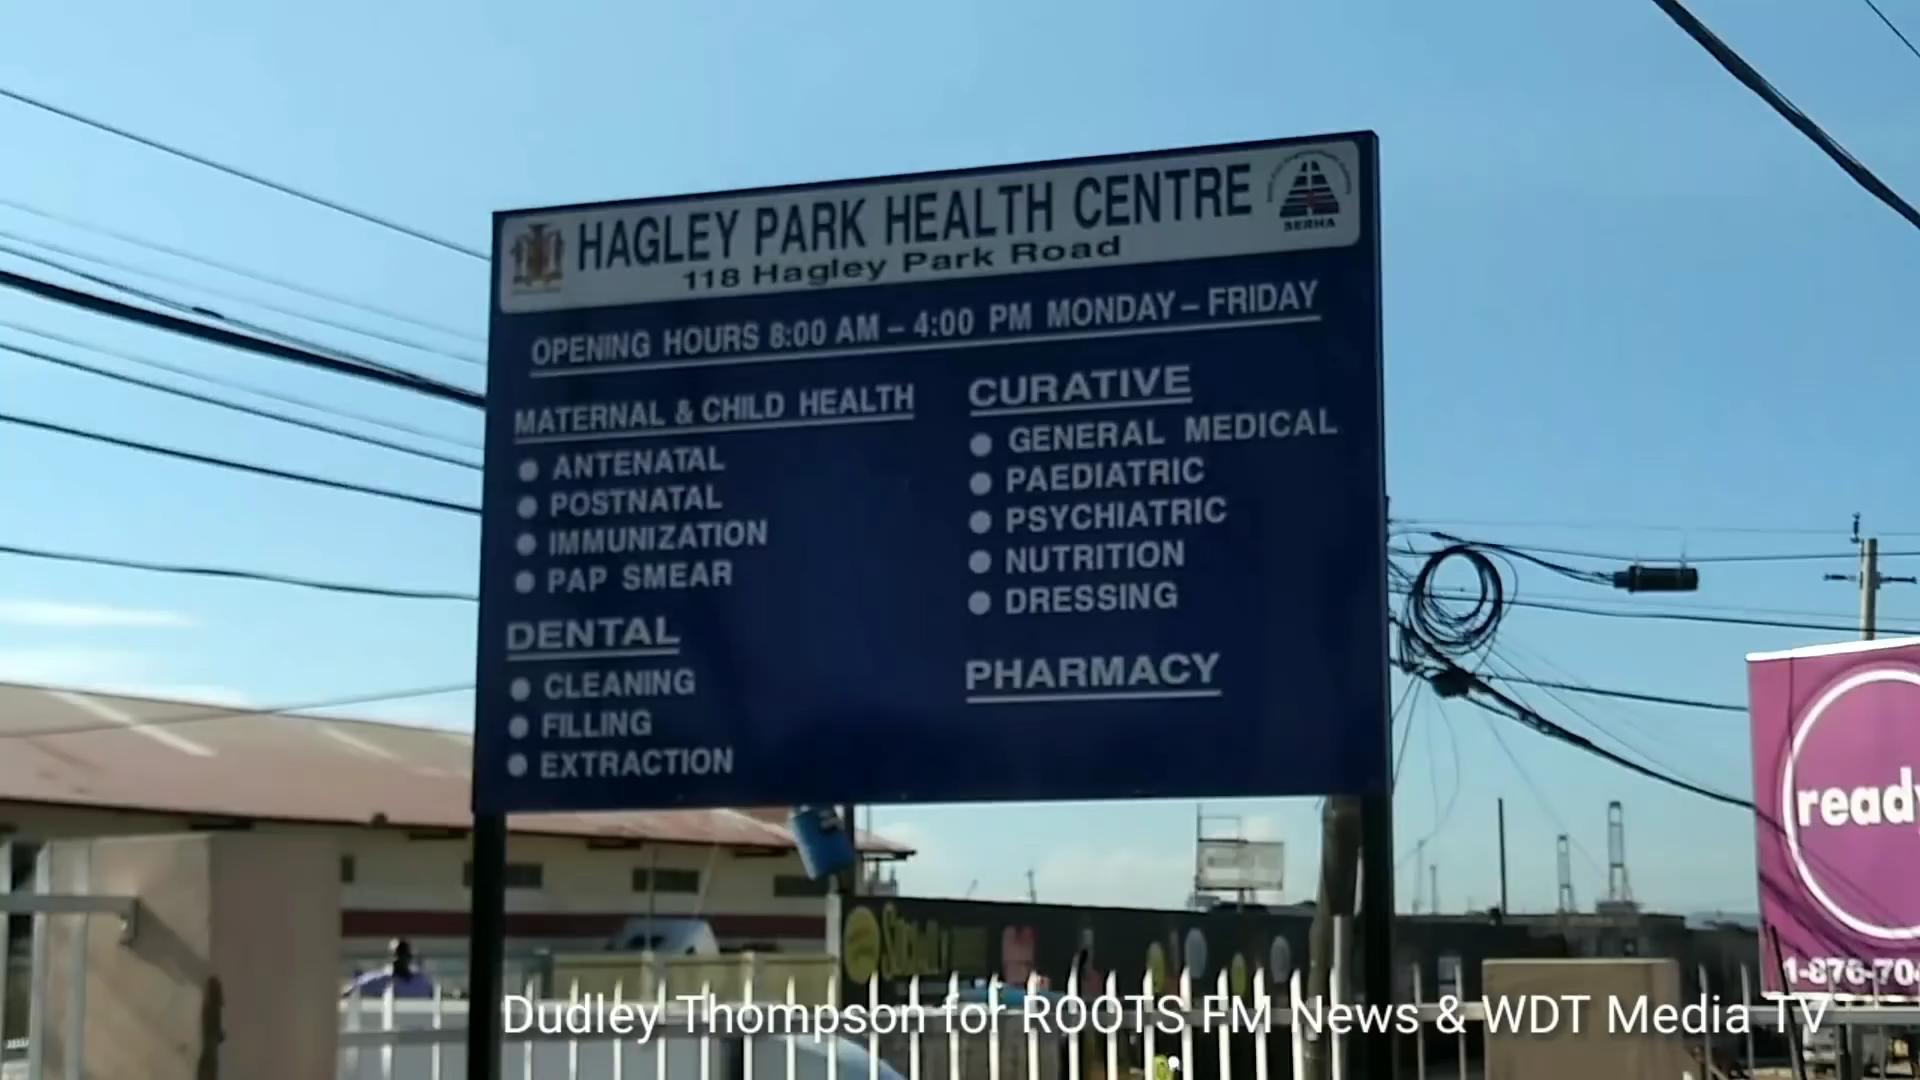 HAGLEY PARK HEALTH CENTRE
118 Hagley Park Road
SERHA
OPENING HOURS 8:00 AM – 4:00 PM MONDAY – FRIDAY
MATERNAL & CHILD HEALTH
ANTENATAL
POSTNATAL
IMMUNIZATION
PAP SMEAR
DENTAL
CLEANING
FILLING
EXTRACTION
CURATIVE
GENERAL MEDICAL
PAEDIATRIC
PSYCHIATRIC
NUTRITION
DRESSING
PHARMACY
ready
1-876-704
Dudley Thompson for ROOTS FM News & WDT Media TV